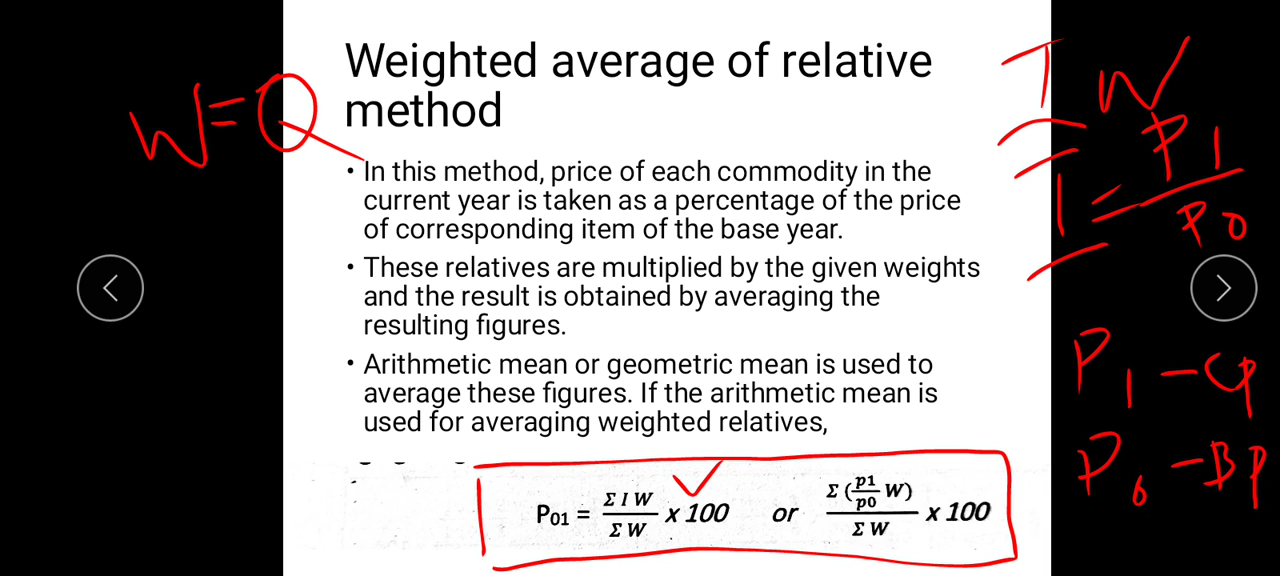 Weighted average of relative
method
W=Q
• In this method, price of each commodity in the
current year is taken as a percentage of the price
of corresponding item of the base year.
• These relatives are multiplied by the given weights
and the result is obtained by averaging the
resulting figures.
• Arithmetic mean or geometric mean is used to
average these figures. If the arithmetic mean is
used for averaging weighted relatives,
P01 = Σ I W / Σ W x 100 or Σ (p1/p0 W) / Σ W x 100
I W
I = P1 / P0
P1 - CP
P0 - BP